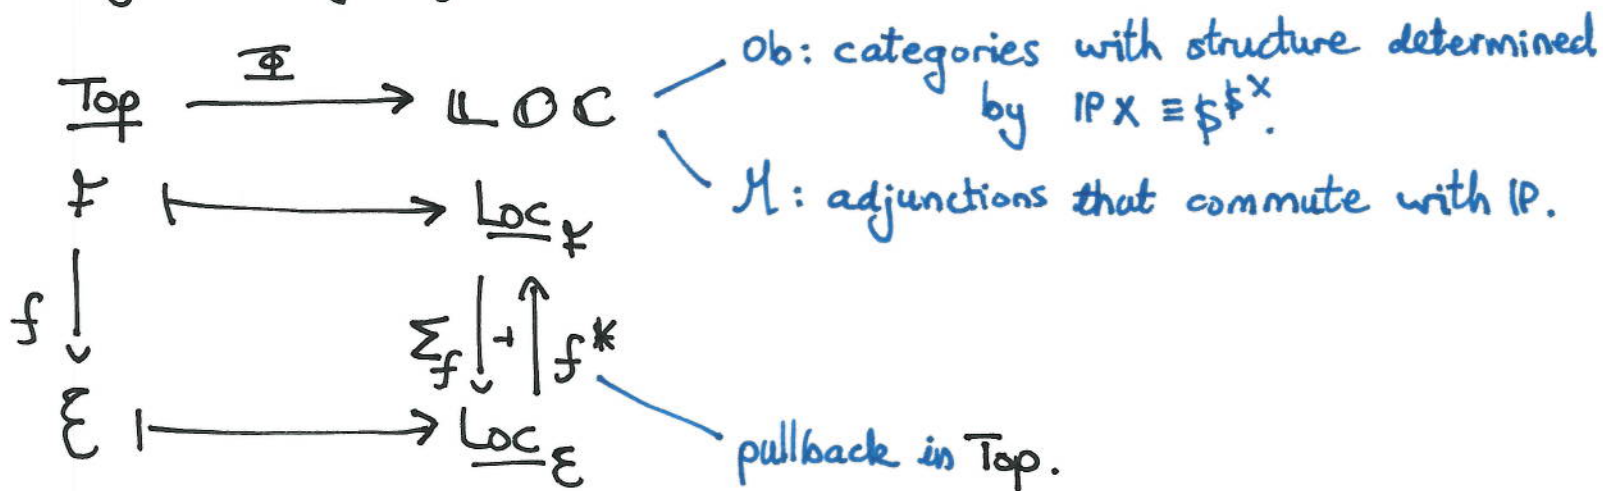 Top Φ→ 𝕃OC Ob: categories with structure determined
by ℙX ≡ $^{$^X}.
F ↦ Loc_F M: adjunctions that commute with ℙ.
f ↓ Σ_f ↓ ⊣ ↑ f*
ℰ ↦ Loc_ℰ pullback in Top.